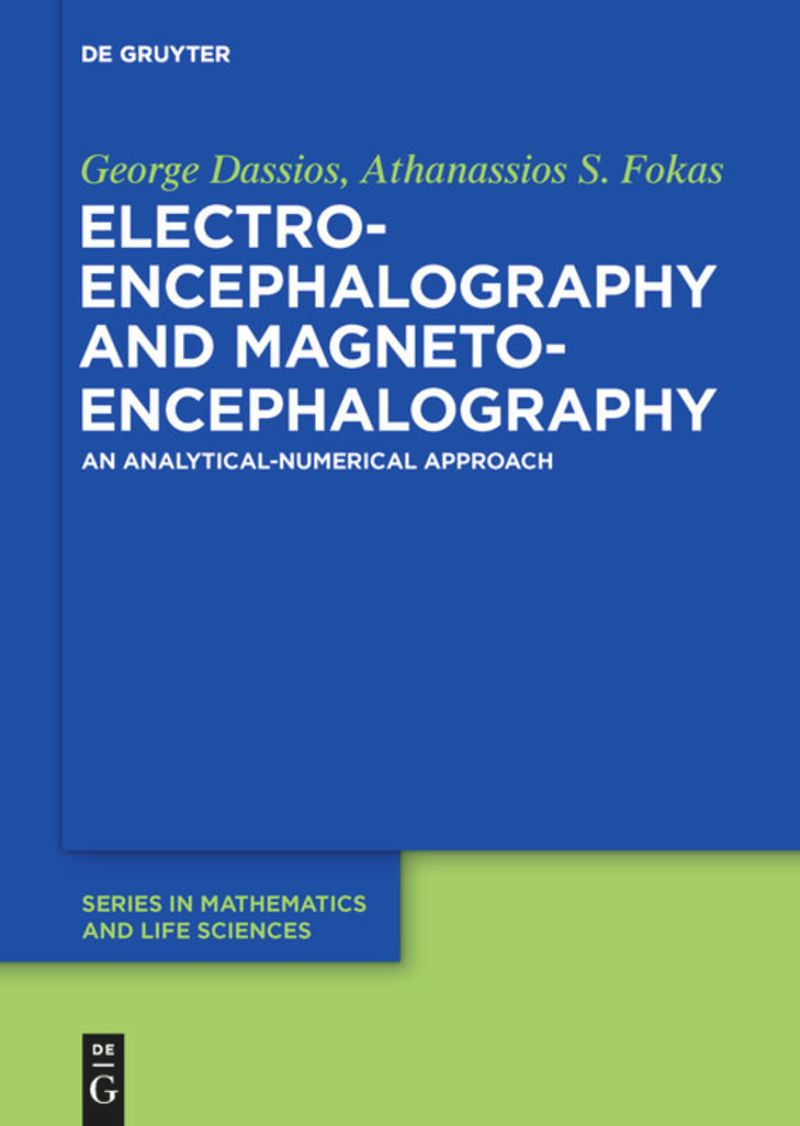 DE GRUYTER
George Dassios, Athanassios S. Fokas
ELECTRO-
ENCEPHALOGRAPHY
AND MAGNETO-
ENCEPHALOGRAPHY
AN ANALYTICAL-NUMERICAL APPROACH
SERIES IN MATHEMATICS
AND LIFE SCIENCES
DE
G